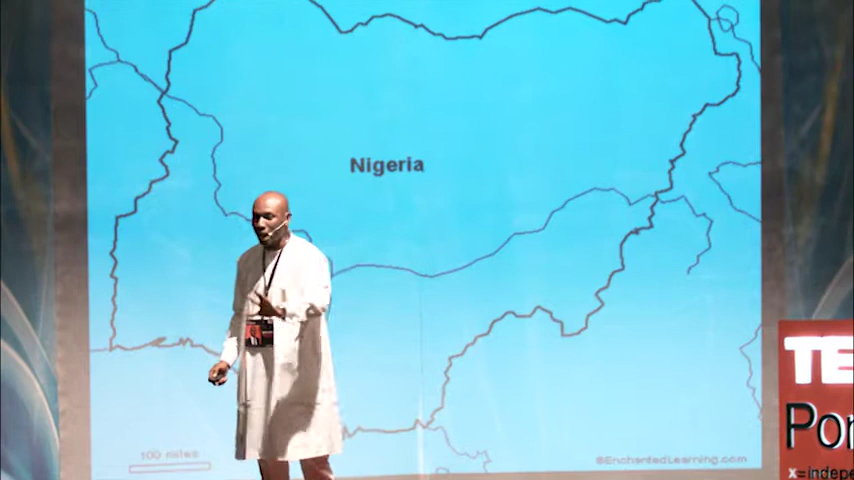 Nigeria
100 miles
©EnchantedLearning.com
TE
Por
x=indepe